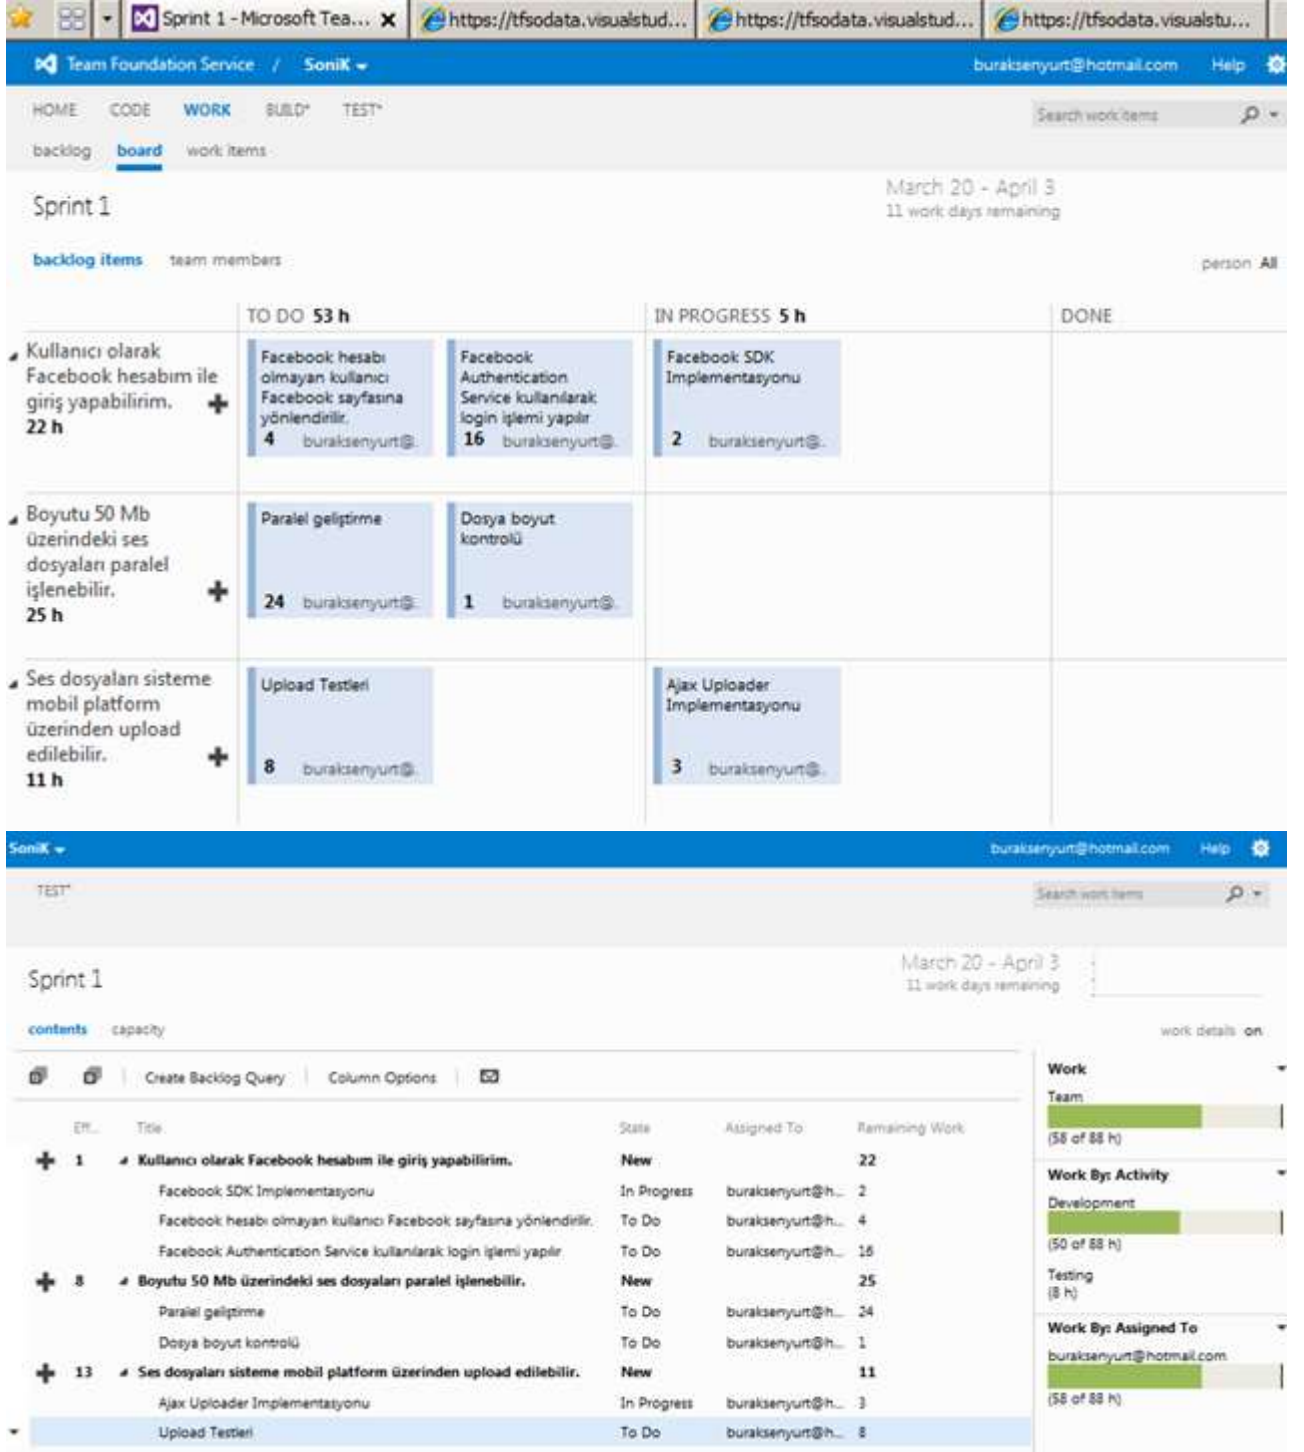 Sprint 1 - Microsoft Tea... x https://tfsodata.visualstud... https://tfsodata.visualstud... https://tfsodata.visualstu...
Team Foundation Service / SoniK buraksenyurt@hotmail.com Help
HOME CODE WORK BUILD* TEST* Search work items
backlog board work items
March 20 - April 3
Sprint 1
11 work days remaining
backlog items team members person All
TO DO 53 h IN PROGRESS 5 h DONE
Kullanıcı olarak
Facebook hesabım ile
giriş yapabilirim.
22 h
Facebook hesabı
olmayan kullanıcı
Facebook sayfasına
yönlendirilir.
4 buraksenyurt@.
Facebook
Authentication
Service kullanılarak
login işlemi yapılır
16 buraksenyurt@.
Facebook SDK
Implementasyonu
2 buraksenyurt@.
Boyutu 50 Mb
üzerindeki ses
dosyaları paralel
işlenebilir.
25 h
Paralel geliştirme
24 buraksenyurt@.
Dosya boyut
kontrolü
1 buraksenyurt@.
Ses dosyaları sisteme
mobil platform
üzerinden upload
edilebilir.
11 h
Upload Testleri
8 buraksenyurt@.
Ajax Uploader
Implementasyonu
3 buraksenyurt@.
SoniK buraksenyurt@hotmail.com Help
TEST* Search work items
March 20 - April 3
Sprint 1
11 work days remaining
contents capacity work details on
Create Backlog Query Column Options
Eff... Title State Assigned To Remaining Work
1 Kullanıcı olarak Facebook hesabım ile giriş yapabilirim. New 22
Facebook SDK Implementasyonu In Progress buraksenyurt@h... 2
Facebook hesabı olmayan kullanıcı Facebook sayfasına yönlendirilir. To Do buraksenyurt@h... 4
Facebook Authentication Service kullanılarak login işlemi yapılır To Do buraksenyurt@h... 16
8 Boyutu 50 Mb üzerindeki ses dosyaları paralel işlenebilir. New 25
Paralel geliştirme To Do buraksenyurt@h... 24
Dosya boyut kontrolü To Do buraksenyurt@h... 1
13 Ses dosyaları sisteme mobil platform üzerinden upload edilebilir. New 11
Ajax Uploader Implementasyonu In Progress buraksenyurt@h... 3
Upload Testleri To Do buraksenyurt@h... 8
Work
Team
(58 of 88 h)
Work By: Activity
Development
(50 of 88 h)
Testing
(8 h)
Work By: Assigned To
buraksenyurt@hotmail.com
(58 of 88 h)